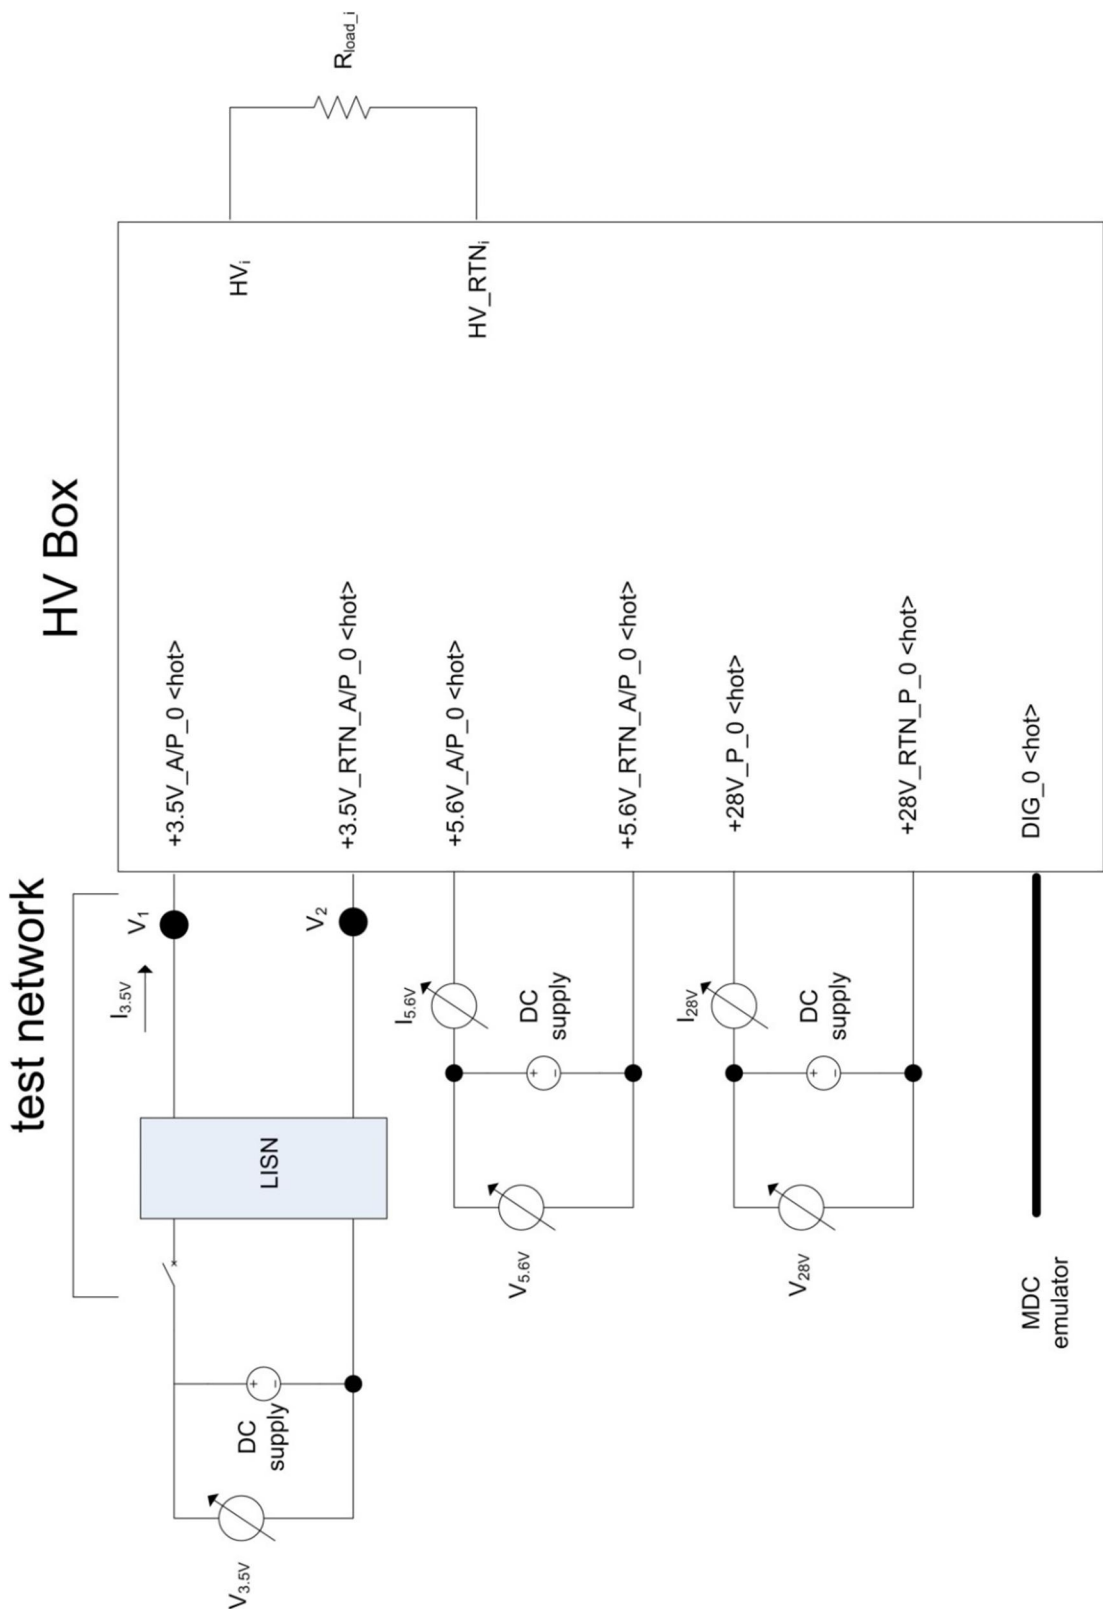 HV Box
test network
V3.5V
DC
supply
LISN
I3.5V
V1
V2
+3.5V_A/P_0 <hot>
+3.5V_RTN_A/P_0 <hot>
V5.6V
DC
supply
I5.6V
+5.6V_A/P_0 <hot>
+5.6V_RTN_A/P_0 <hot>
V28V
DC
supply
I28V
+28V_P_0 <hot>
+28V_RTN_P_0 <hot>
MDC
emulator
DIG_0 <hot>
HVi
HV_RTNi
Rload_i